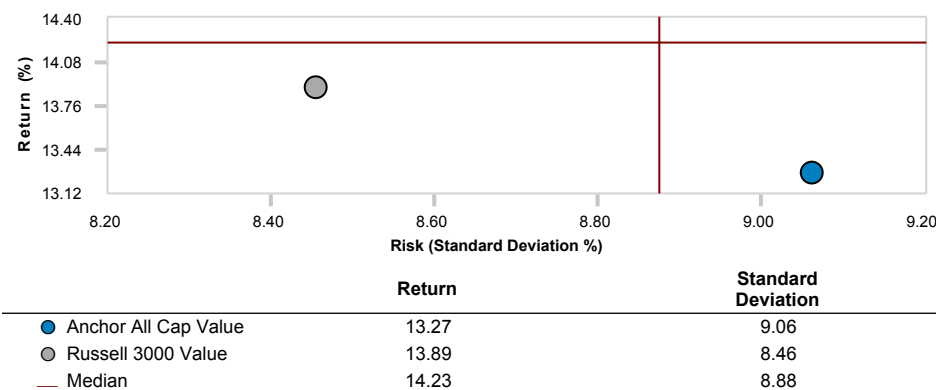 14.40
14.08
13.76
13.44
13.12
Return (%)
8.20 8.40 8.60 8.80 9.00 9.20
Risk (Standard Deviation %)
Return Standard Deviation
Anchor All Cap Value 13.27 9.06
Russell 3000 Value 13.89 8.46
Median 14.23 8.88